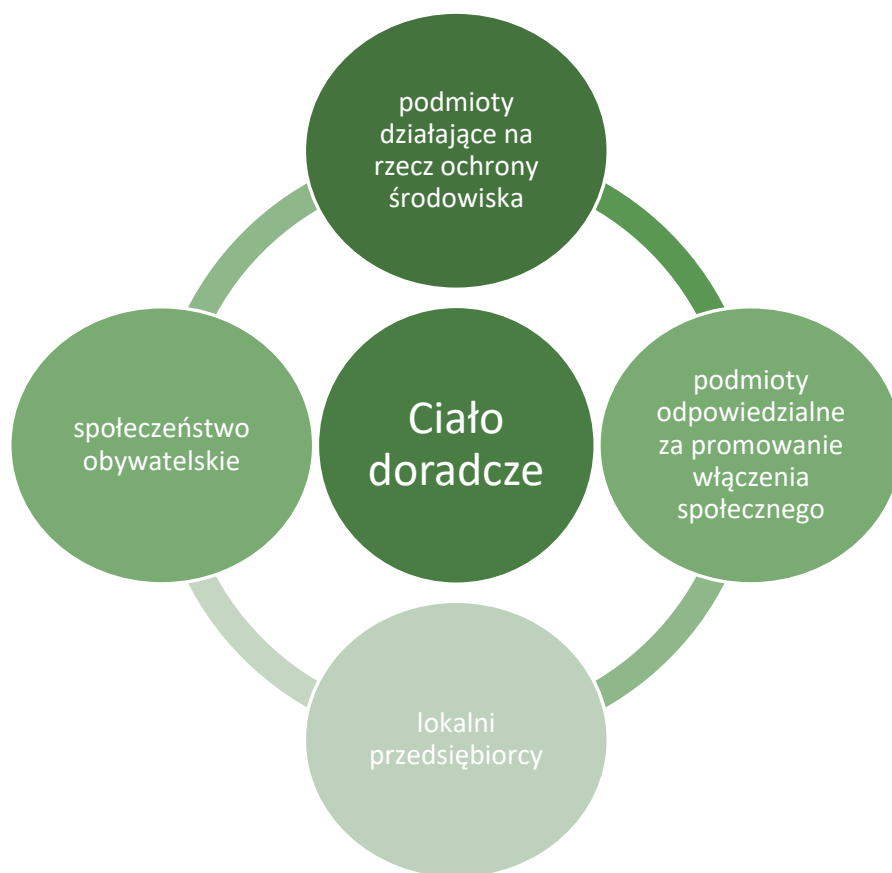 podmioty
działające na
rzecz ochrony
środowiska
społeczeństwo
obywatelskie
Ciało
doradcze
podmioty
odpowiedzialne
za promowanie
włączenia
społecznego
lokalni
przedsiębiorcy